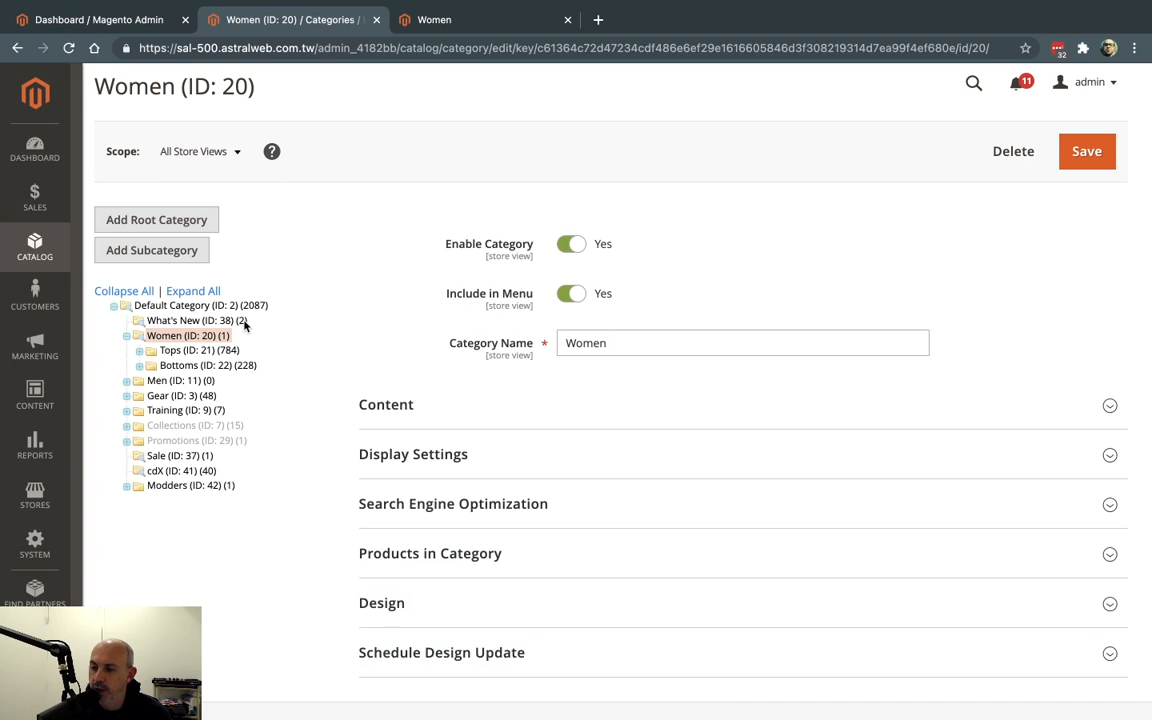 Dashboard / Magento Admin
Women (ID: 20) / Categories /
Women
https://sal-500.astralweb.com.tw/admin_4182bb/catalog/category/edit/key/c61364c72d47234cdf486e6ef29e1616605846d3f308219314d7ea99f4ef680e/id/20/
32
Women (ID: 20)
11
admin
Scope:
All Store Views
?
Delete
Save
DASHBOARD
SALES
CATALOG
CUSTOMERS
MARKETING
CONTENT
REPORTS
STORES
SYSTEM
FIND PARTNERS
Add Root Category
Add Subcategory
Collapse All | Expand All
Default Category (ID: 2) (2087)
What's New (ID: 38) (2)
Women (ID: 20) (1)
Tops (ID: 21) (784)
Bottoms (ID: 22) (228)
Men (ID: 11) (0)
Gear (ID: 3) (48)
Training (ID: 9) (7)
Collections (ID: 7) (15)
Promotions (ID: 29) (1)
Sale (ID: 37) (1)
cdX (ID: 41) (40)
Modders (ID: 42) (1)
Enable Category
[store view]
Yes
Include in Menu
[store view]
Yes
Category Name *
[store view]
Women
Content
Display Settings
Search Engine Optimization
Products in Category
Design
Schedule Design Update